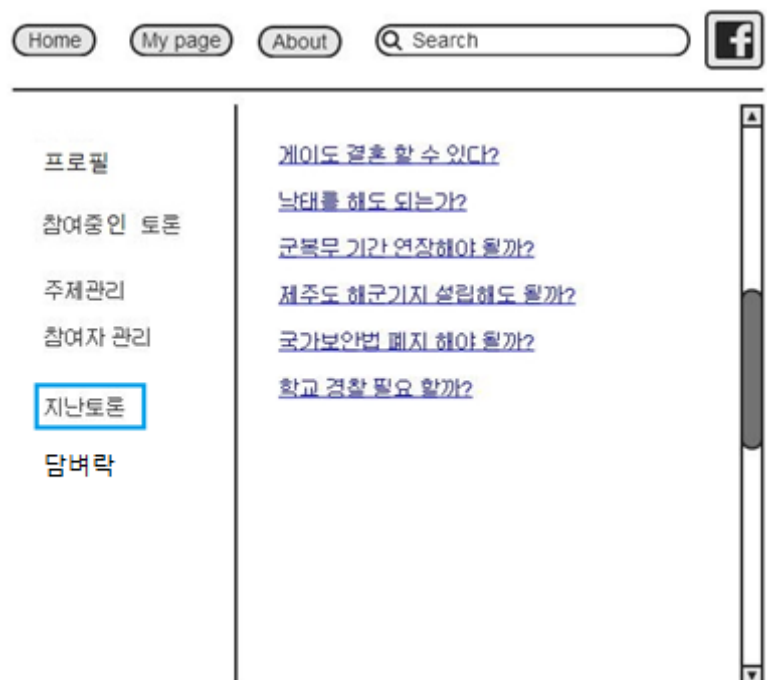 Home
My page
About
Search
f
프로필
참여중인 토론
주제관리
참여자 관리
지난토론
담벼락
게이도 결혼 할 수 있다?
낙태를 해도 되는가?
군복무 기간 연장해야 될까?
제주도 해군기지 설립해도 될까?
국가보안법 폐지 해야 될까?
학교 경찰 필요 할까?